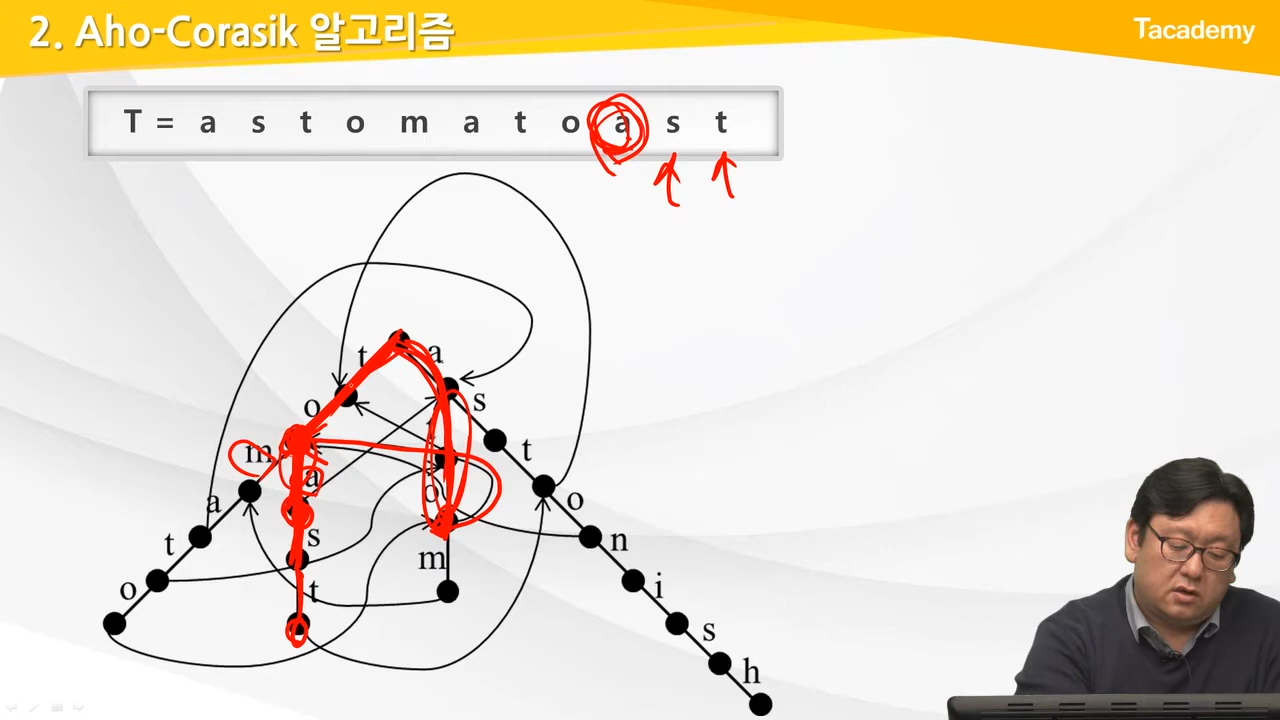 2. Aho-Corasik 알고리즘
Tacademy
T = a s t o m a t o a s t
t a
o s
m a t t
a o o
t s m n
o t i
s
h